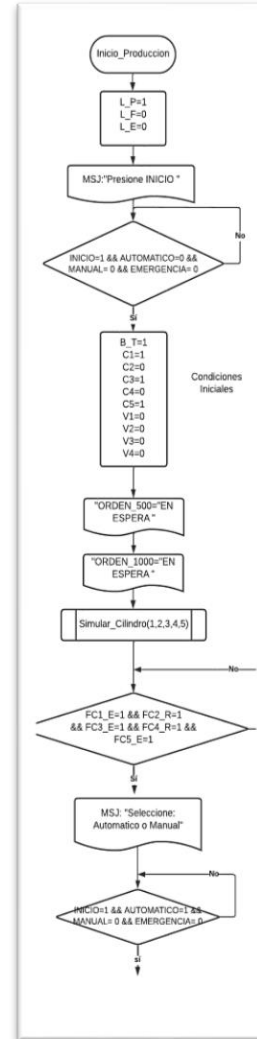 Inicio_Produccion
L_P=1
L_F=0
L_E=0
MSJ:"Presione INICIO "
No
INICIO=1 && AUTOMATICO=0 &&
MANUAL= 0 && EMERGENCIA= 0
Sí
B_T=1
C1=1
C2=0
C3=1
C4=0
C5=1
V1=0
V2=0
V3=0
V4=0
Condiciones
Iniciales
"ORDEN_500="EN
ESPERA "
"ORDEN_1000="EN
ESPERA "
Simular_Cilindro(1,2,3,4,5)
No
FC1_E=1 && FC2_R=1
&& FC3_E=1 && FC4_R=1 &&
FC5_E=1
Sí
MSJ: "Seleccione:
Automatico o Manual"
No
INICIO=1 && AUTOMATICO=1 &&
MANUAL= 0 && EMERGENCIA= 0
sí